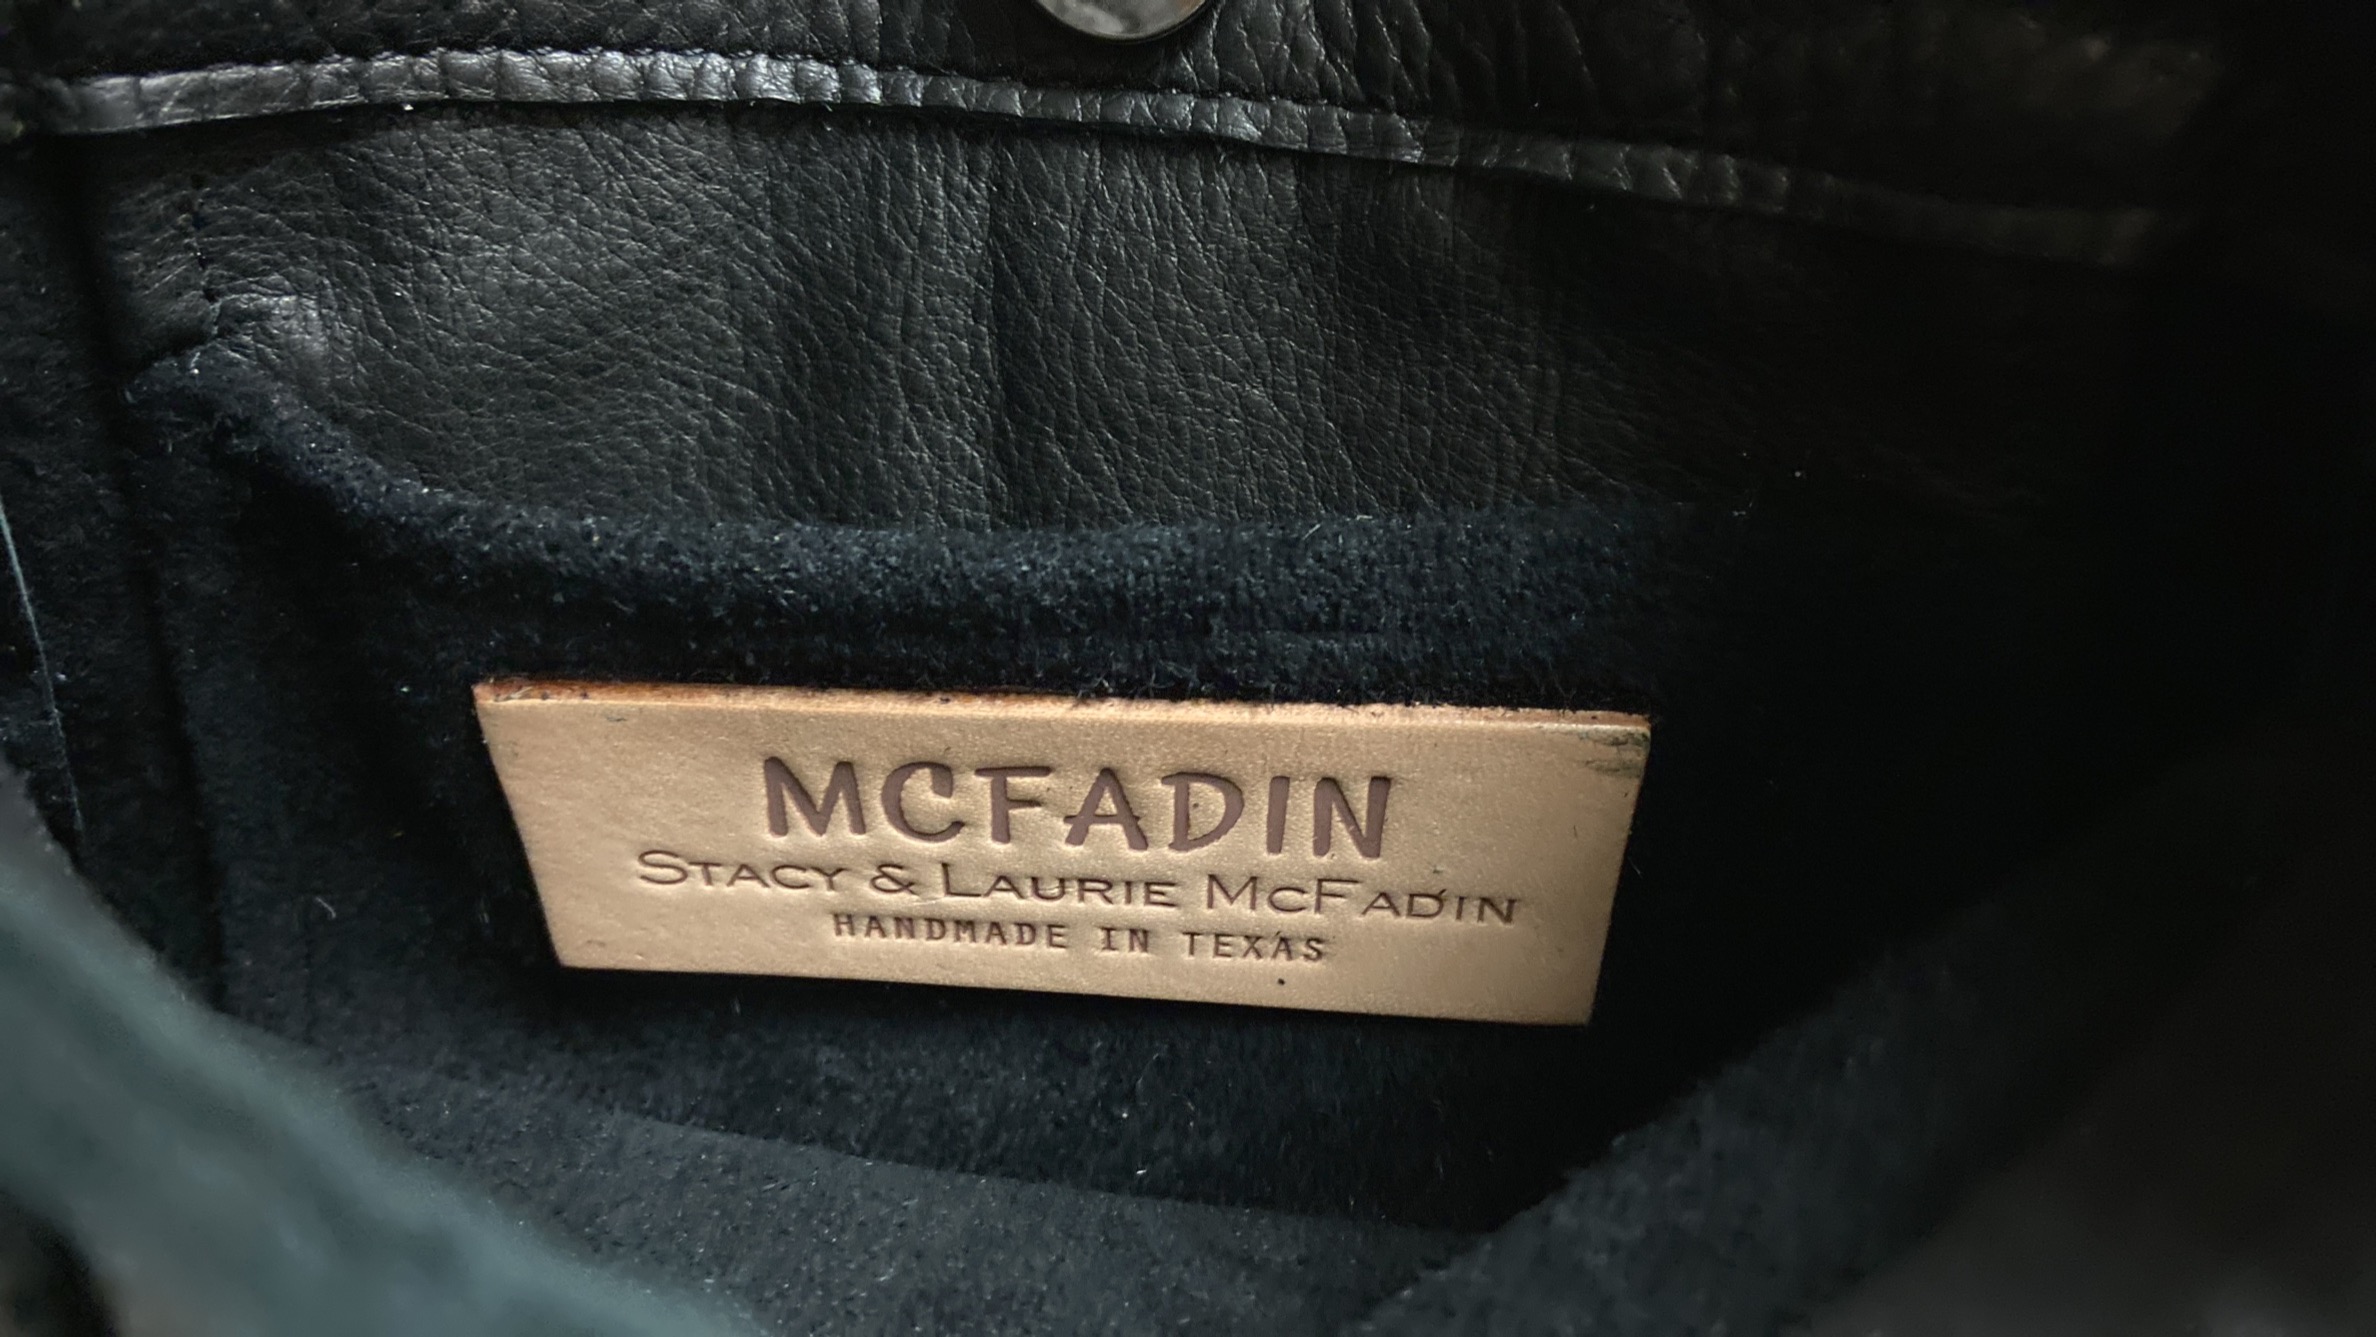 MCFADIN
STACY & LAURIE MCFADIN
HANDMADE IN TEXAS